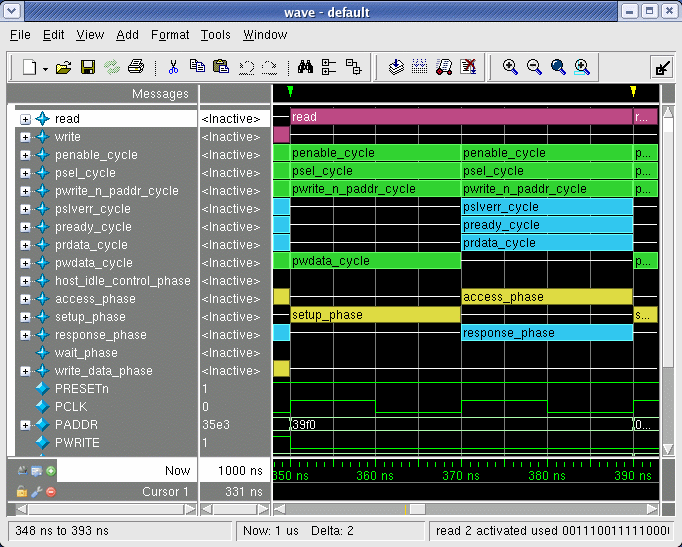 wave - default
File Edit View Add Format Tools Window
Messages
read <Inactive> read r...
write <Inactive>
penable_cycle <Inactive> penable_cycle penable_cycle p...
psel_cycle <Inactive> psel_cycle psel_cycle p...
pwrite_n_paddr_cycle <Inactive> pwrite_n_paddr_cycle pwrite_n_paddr_cycle p...
pslverr_cycle <Inactive> pslverr_cycle
pready_cycle <Inactive> pready_cycle
prdata_cycle <Inactive> prdata_cycle
pwdata_cycle <Inactive> pwdata_cycle p...
host_idle_control_phase <Inactive>
access_phase <Inactive> access_phase
setup_phase <Inactive> setup_phase s...
response_phase <Inactive> response_phase
wait_phase <Inactive>
write_data_phase <Inactive>
PRESETn 1
PCLK 0
PADDR 35e3 39f0 0...
PWRITE 1
Now 1000 ns 350 ns 360 ns 370 ns 380 ns 390 ns
Cursor 1 331 ns
348 ns to 393 ns Now: 1 us Delta: 2 read 2 activated used